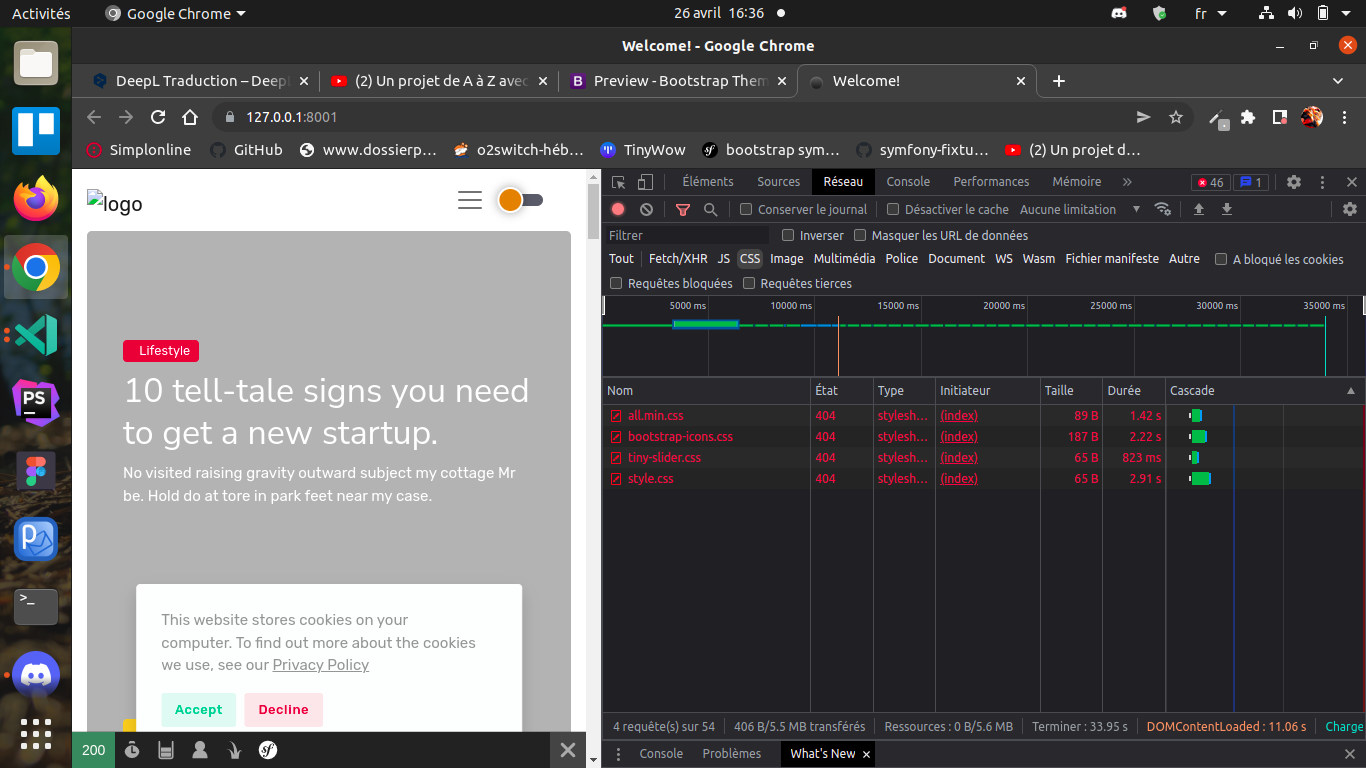 Activités
Google Chrome
26 avril 16:36
fr
Welcome! - Google Chrome
DeepL Traduction – DeepL
(2) Un projet de A à Z avec
Preview - Bootstrap Them
Welcome!
127.0.0.1:8001
Simplonline
GitHub
www.dossierp…
o2switch-héb…
TinyWow
bootstrap sym…
symfony-fixtu…
(2) Un projet d…
logo
Lifestyle
10 tell-tale signs you need
to get a new startup.
No visited raising gravity outward subject my cottage Mr
be. Hold do at tore in park feet near my case.
This website stores cookies on your
computer. To find out more about the cookies
we use, see our Privacy Policy
Accept
Decline
200
Éléments
Sources
Réseau
Console
Performances
Mémoire
»
46
1
Conserver le journal
Désactiver le cache
Aucune limitation
Filtrer
Inverser
Masquer les URL de données
Tout
Fetch/XHR
JS
CSS
Image
Multimédia
Police
Document
WS
Wasm
Fichier manifeste
Autre
A bloqué les cookies
Requêtes bloquées
Requêtes tierces
5000 ms
10000 ms
15000 ms
20000 ms
25000 ms
30000 ms
35000 ms
Nom
État
Type
Initiateur
Taille
Durée
Cascade
all.min.css 404 stylesh… (index) 89 B 1.42 s
bootstrap-icons.css 404 stylesh… (index) 187 B 2.22 s
tiny-slider.css 404 stylesh… (index) 65 B 823 ms
style.css 404 stylesh… (index) 65 B 2.91 s
4 requête(s) sur 54
406 B/5.5 MB transférés
Ressources : 0 B/5.6 MB
Terminer : 33.95 s
DOMContentLoaded : 11.06 s
Charge
Console
Problèmes
What's New
PS
>_